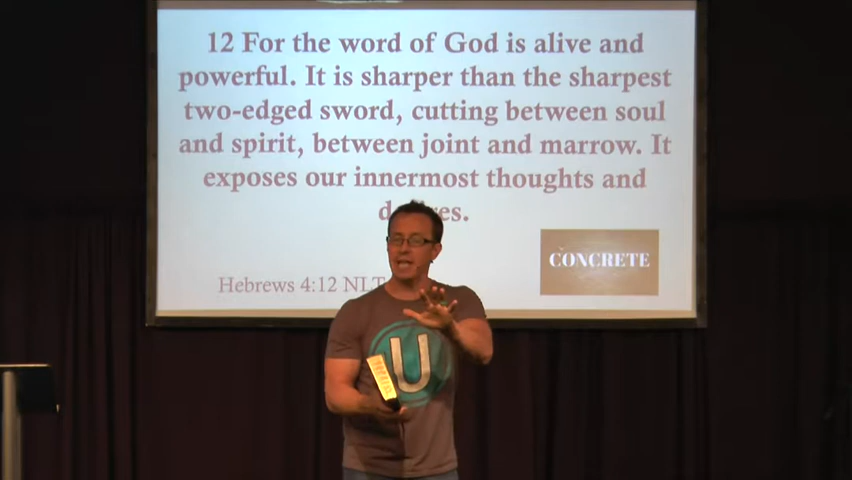 12 For the word of God is alive and
powerful. It is sharper than the sharpest
two-edged sword, cutting between soul
and spirit, between joint and marrow. It
exposes our innermost thoughts and
Hebrews 4:12 NLT
CONCRETE
U